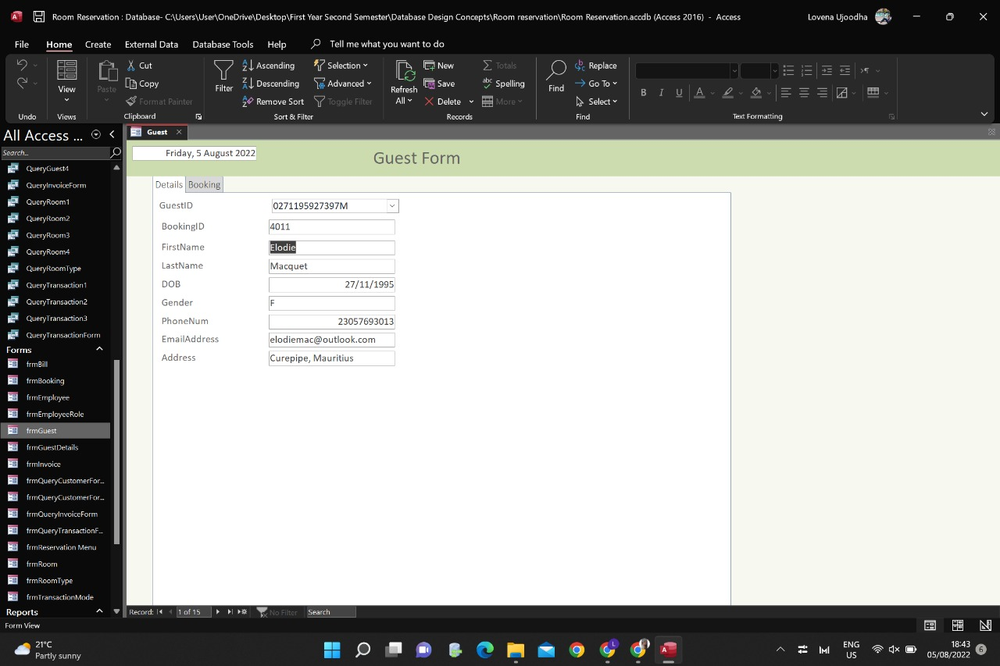 Room Reservation : Database- C:\Users\User\OneDrive\Desktop\First Year Second Semester\Database Design Concepts\Room reservation\Room Reservation.accdb (Access 2016) - Access
Lovena Ujoodha
File Home Create External Data Database Tools Help Tell me what you want to do
Cut Ascending Selection New Totals Replace
Copy Descending Advanced Save Spelling Go To
Format Painter Remove Sort Toggle Filter Delete More Select
View Paste Filter Refresh All Find
B I U A
Undo Views Clipboard Sort & Filter Records Find Text Formatting
All Access ...
Search...
QueryGuest4
QueryInvoiceForm
QueryRoom1
QueryRoom2
QueryRoom3
QueryRoom4
QueryRoomType
QueryTransaction1
QueryTransaction2
QueryTransaction3
QueryTransactionForm
Forms
frmBill
frmBooking
frmEmployee
frmEmployeeRole
frmGuest
frmGuestDetails
frmInvoice
frmQueryCustomerFor...
frmQueryCustomerFor...
frmQueryInvoiceForm
frmQueryTransactionF...
frmReservation Menu
frmRoom
frmRoomType
frmTransactionMode
Reports
Guest
Friday, 5 August 2022
Guest Form
Details Booking
GuestID 0271195927397M
BookingID 4011
FirstName Elodie
LastName Macquet
DOB 27/11/1995
Gender F
PhoneNum 23057693013
EmailAddress elodiemac@outlook.com
Address Curepipe, Mauritius
Record: 1 of 15 No Filter Search
Form View
21°C
Partly sunny
ENG
US
18:43
05/08/2022
6